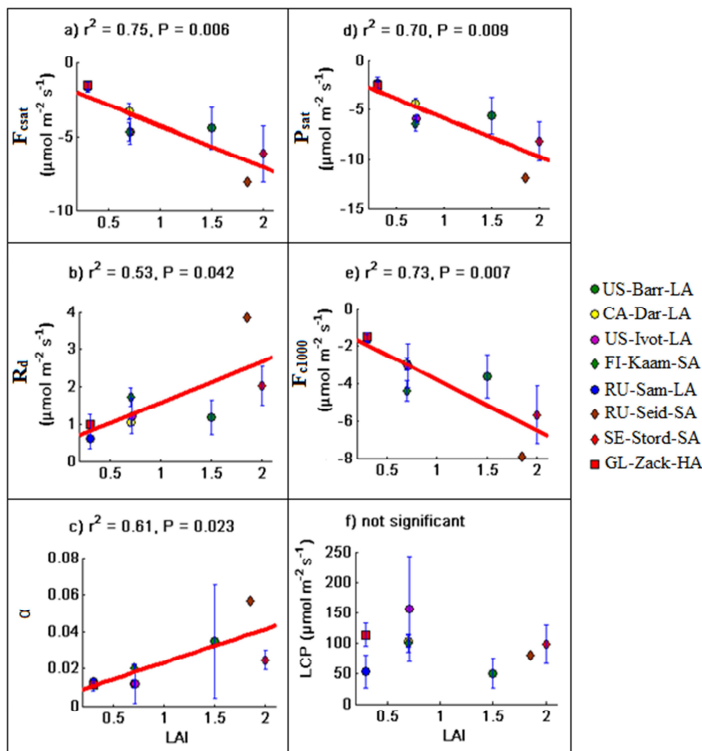 a) r² = 0.75, P = 0.006
F_csat
(µmol m⁻² s⁻¹)
0
-5
-10
0.5 1 1.5 2
d) r² = 0.70, P = 0.009
P_sat
(µmol m⁻² s⁻¹)
0
-5
-10
-15
0.5 1 1.5 2
b) r² = 0.53, P = 0.042
R_d
(µmol m⁻² s⁻¹)
4
3
2
1
0
0.5 1 1.5 2
e) r² = 0.73, P = 0.007
F_c1000
(µmol m⁻² s⁻¹)
0
-2
-4
-6
-8
0.5 1 1.5 2
c) r² = 0.61, P = 0.023
α
0.08
0.06
0.04
0.02
0
0.5 1 1.5 2
LAI
f) not significant
LCP (µmol m⁻² s⁻¹)
250
200
150
100
50
0
0.5 1 1.5 2
LAI
US-Barr-LA
CA-Dar-LA
US-Ivot-LA
FI-Kaam-SA
RU-Sam-LA
RU-Seid-SA
SE-Stord-SA
GL-Zack-HA